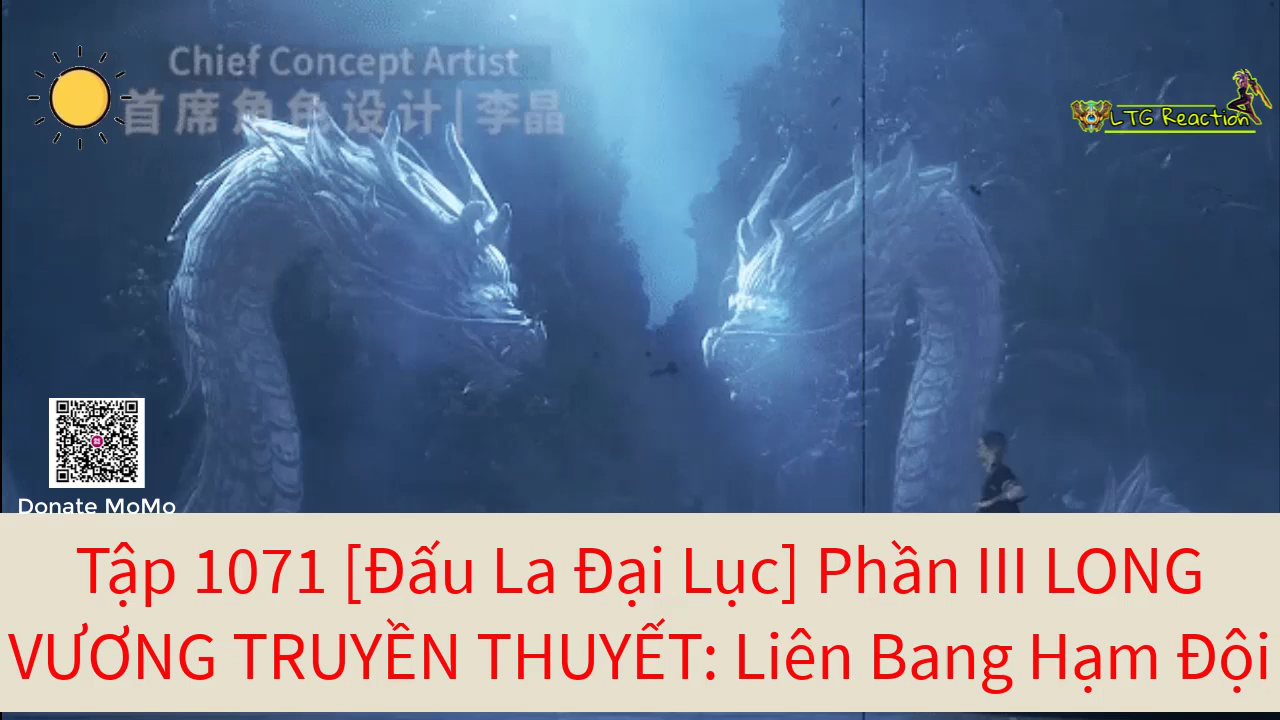 Chief Concept Artist
首席角色设计|李晶
LTG Reaction
Donate MoMo
Tập 1071 [Đấu La Đại Lục] Phần III LONG
VƯƠNG TRUYỀN THUYẾT: Liên Bang Hạm Đội